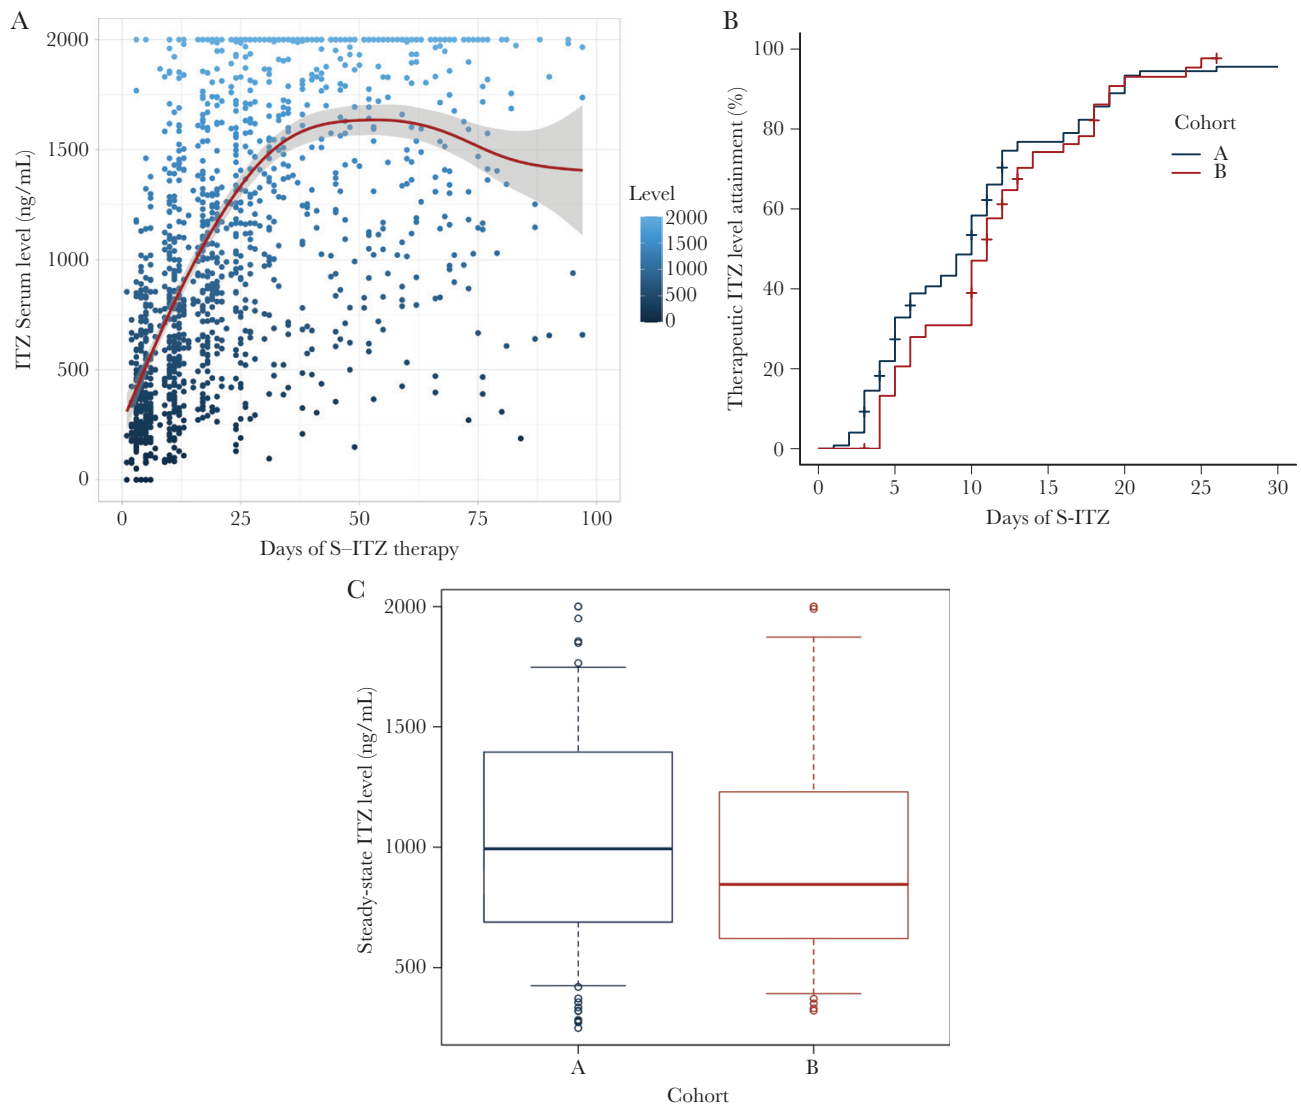 A
ITZ Serum level (ng/mL)
2000
1500
1000
500
0
0 25 50 75 100
Days of S–ITZ therapy
Level
2000
1500
1000
500
0
B
Therapeutic ITZ level attainment (%)
100
80
60
40
20
0
0 5 10 15 20 25 30
Days of S-ITZ
Cohort
A
B
C
Steady-state ITZ level (ng/mL)
2000
1500
1000
500
A B
Cohort